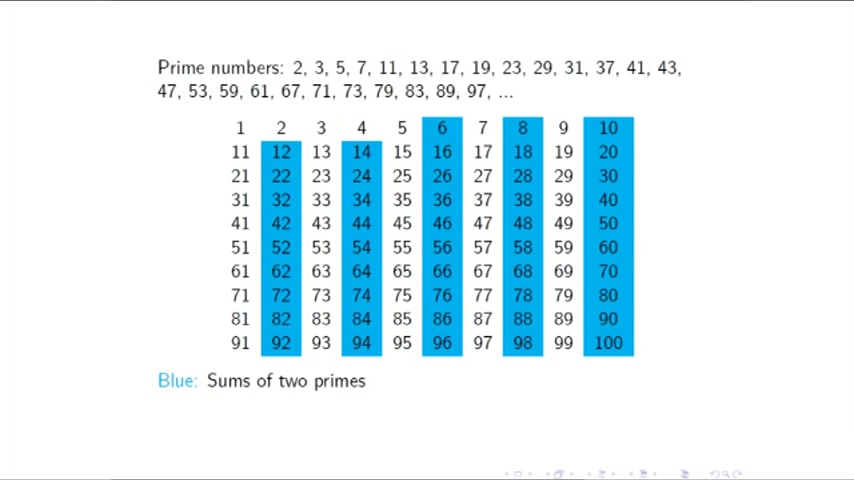 Prime numbers: 2, 3, 5, 7, 11, 13, 17, 19, 23, 29, 31, 37, 41, 43,
47, 53, 59, 61, 67, 71, 73, 79, 83, 89, 97, ...
1 2 3 4 5 6 7 8 9 10
11 12 13 14 15 16 17 18 19 20
21 22 23 24 25 26 27 28 29 30
31 32 33 34 35 36 37 38 39 40
41 42 43 44 45 46 47 48 49 50
51 52 53 54 55 56 57 58 59 60
61 62 63 64 65 66 67 68 69 70
71 72 73 74 75 76 77 78 79 80
81 82 83 84 85 86 87 88 89 90
91 92 93 94 95 96 97 98 99 100
Blue: Sums of two primes